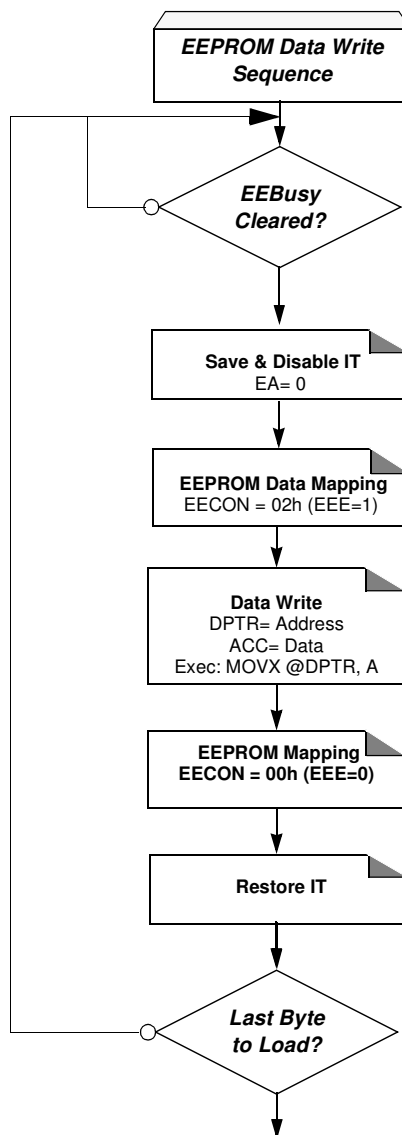 EEPROM Data Write
Sequence
EEBusy
Cleared?
Save & Disable IT
EA= 0
EEPROM Data Mapping
EECON = 02h (EEE=1)
Data Write
DPTR= Address
ACC= Data
Exec: MOVX @DPTR, A
EEPROM Mapping
EECON = 00h (EEE=0)
Restore IT
Last Byte
to Load?